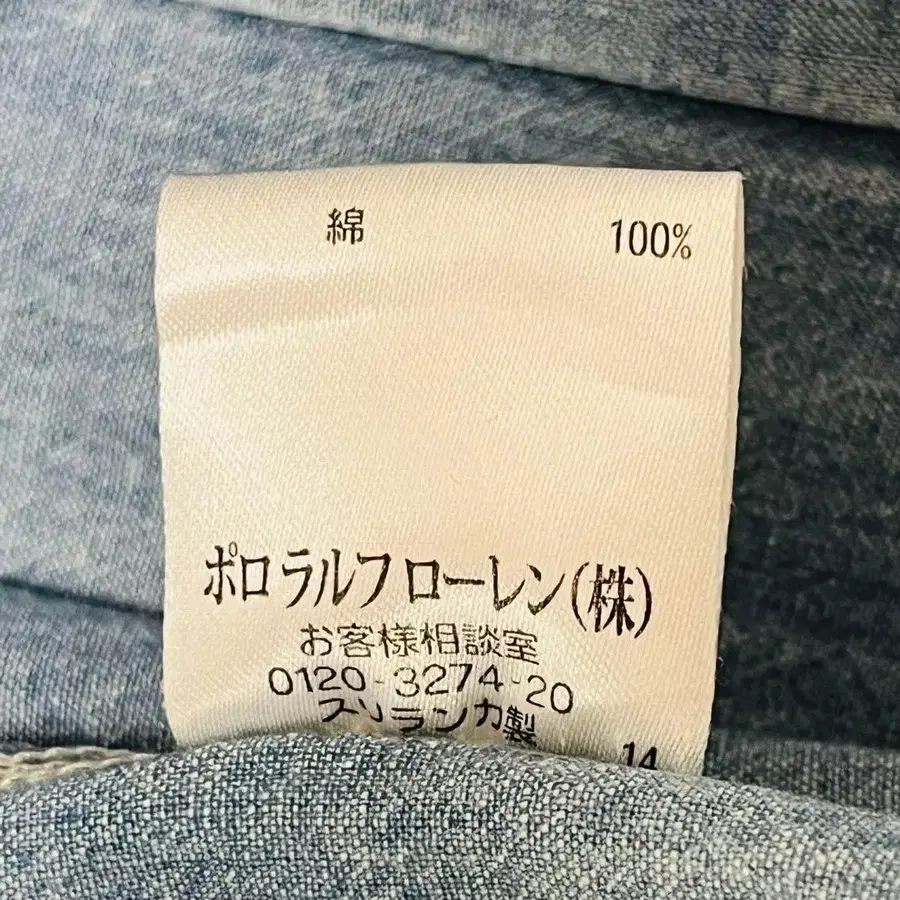 綿 100%
ポロ ラルフ ローレン(株)
お客様相談室
0120-3274-20
スリランカ製
14